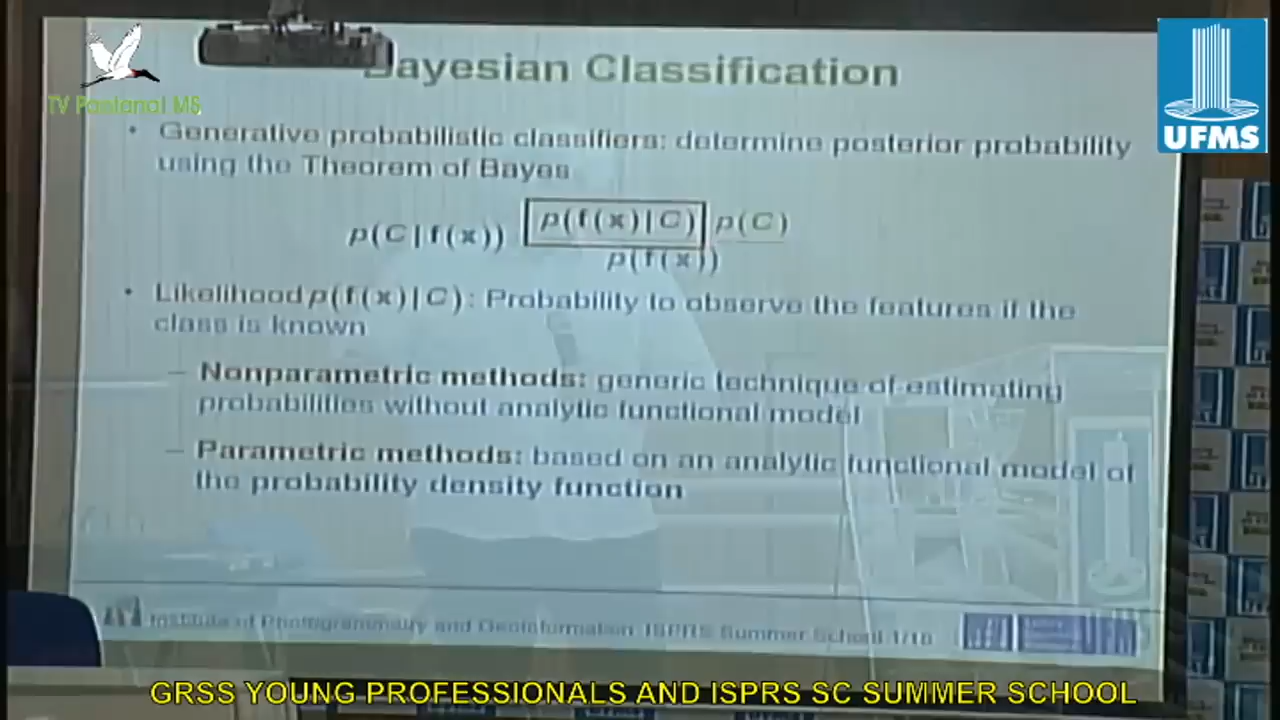 TV Pantanal MS
UFMS
Bayesian Classification
• Generative probabilistic classifiers: determine posterior probability
using the Theorem of Bayes
p(C|f(x)) p(f(x)|C) p(C)
p(f(x))
• Likelihood p(f(x)|C): Probability to observe the features if the
class is known
– Nonparametric methods: generic technique of estimating
probabilities without analytic functional model
– Parametric methods: based on an analytic functional model of
the probability density function
Institute of Photogrammetry and GeoInformation ISPRS Summer School
GRSS YOUNG PROFESSIONALS AND ISPRS SC SUMMER SCHOOL